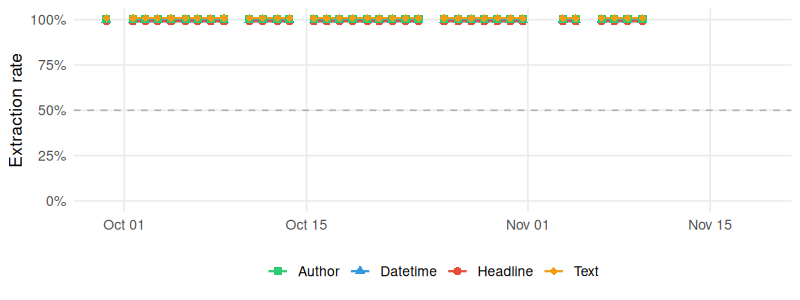 Extraction rate
100%
75%
50%
25%
0%
Oct 01 Oct 15 Nov 01 Nov 15
Author Datetime Headline Text